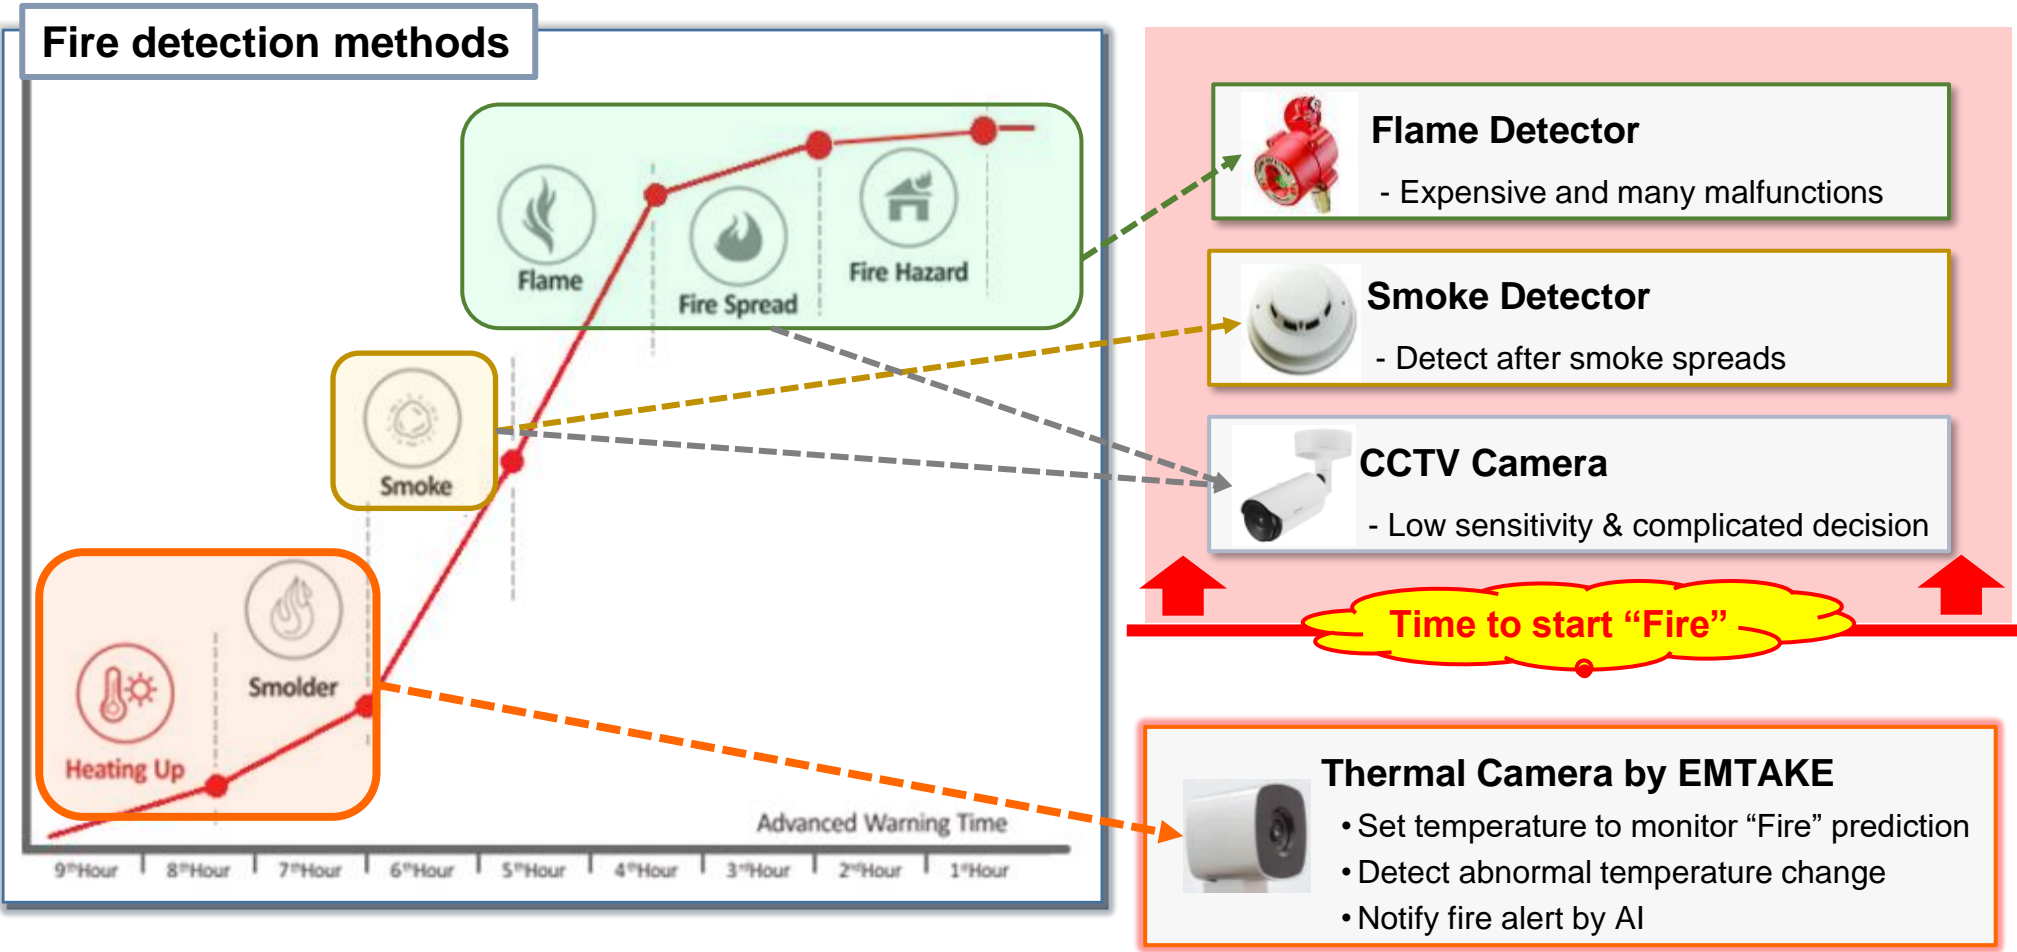 Fire detection methods
Flame
Fire Spread
Fire Hazard
Smoke
Smolder
Heating Up
Advanced Warning Time
9thHour
8thHour
7thHour
6thHour
5thHour
4thHour
3rdHour
2ndHour
1stHour
Flame Detector
- Expensive and many malfunctions
Smoke Detector
- Detect after smoke spreads
CCTV Camera
- Low sensitivity & complicated decision
Time to start “Fire”
Thermal Camera by EMTAKE
• Set temperature to monitor “Fire” prediction
• Detect abnormal temperature change
• Notify fire alert by AI